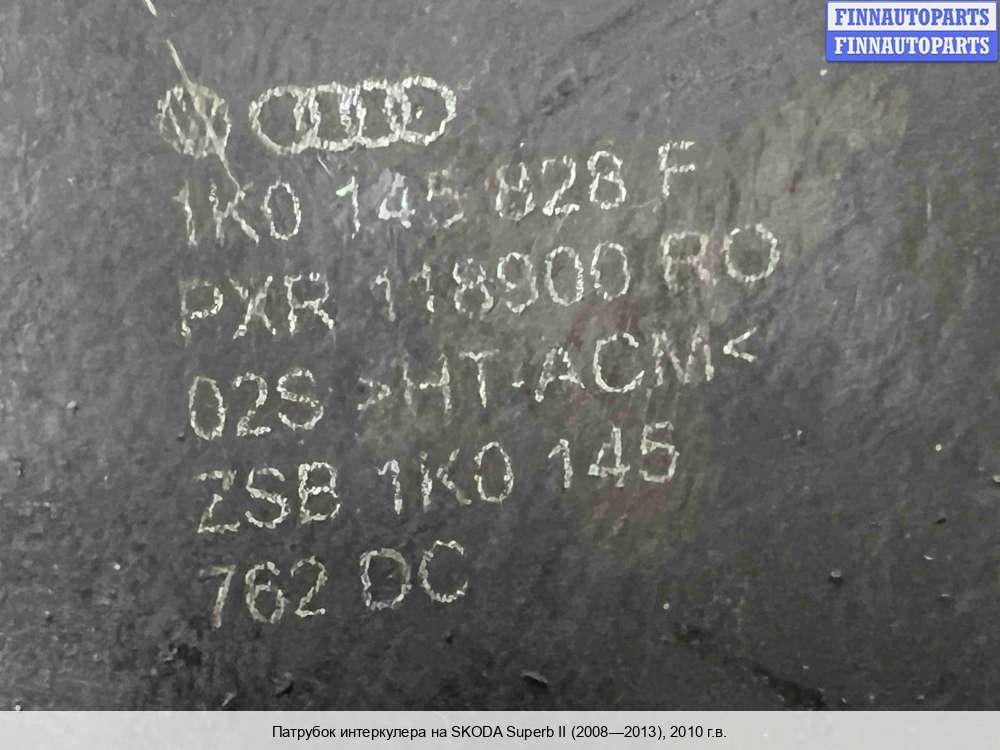 FINNAUTOPARTS
FINNAUTOPARTS
1K0 145 828 F
PXR 118900 RO
02S >HT-ACM<
ZSB 1K0 145
762 DC
Патрубок интеркулера на SKODA Superb II (2008—2013), 2010 г.в.